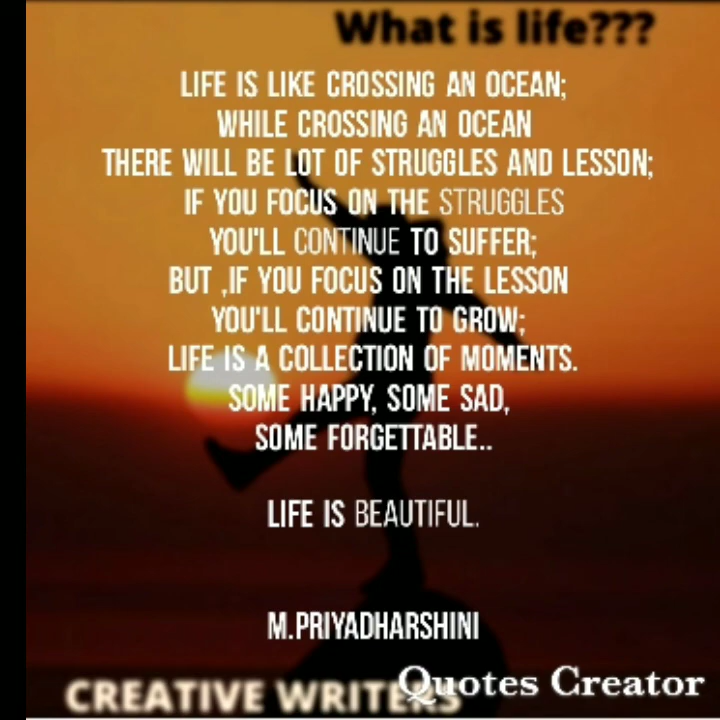 What is life???
LIFE IS LIKE CROSSING AN OCEAN;
WHILE CROSSING AN OCEAN
THERE WILL BE LOT OF STRUGGLES AND LESSON;
IF YOU FOCUS ON THE STRUGGLES
YOU'LL CONTINUE TO SUFFER;
BUT ,IF YOU FOCUS ON THE LESSON
YOU'LL CONTINUE TO GROW;
LIFE IS A COLLECTION OF MOMENTS.
SOME HAPPY, SOME SAD,
SOME FORGETTABLE..
LIFE IS BEAUTIFUL.
M.PRIYADHARSHINI
CREATIVE WRITERS
Quotes Creator